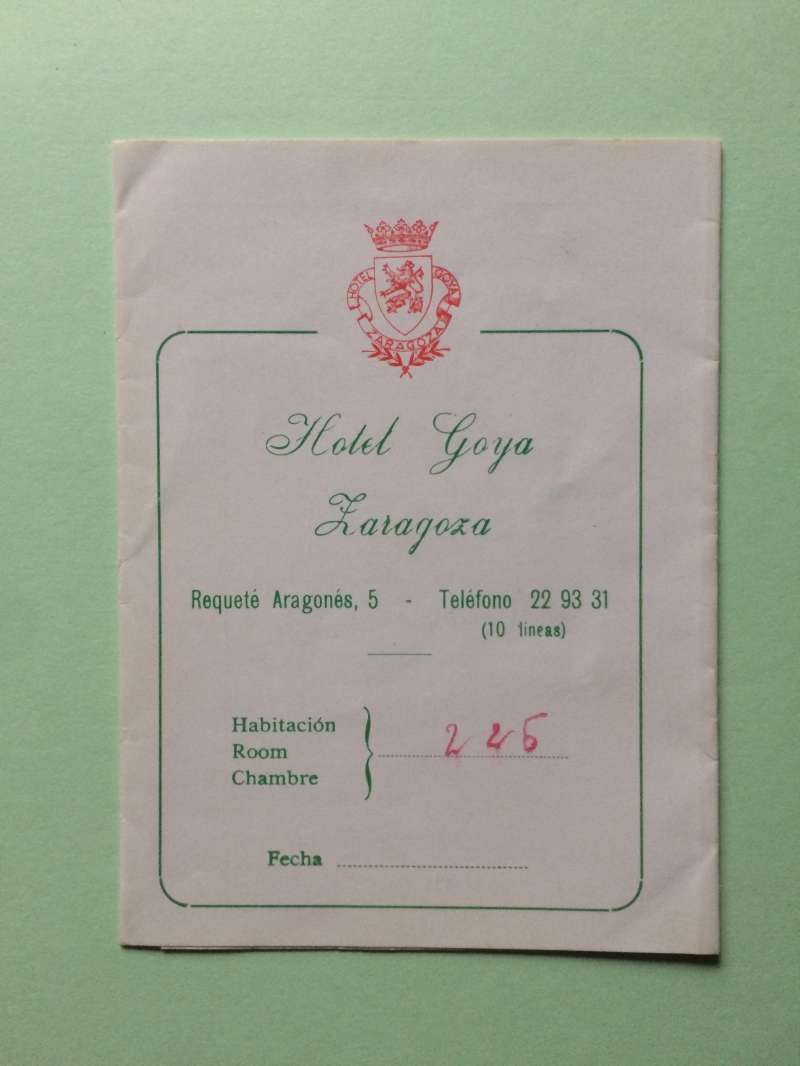 HOTEL GOYA
ZARAGOZA
Hotel Goya
Zaragoza
Requeté Aragonés, 5 - Teléfono 22 93 31
(10 líneas)
Habitación
Room
Chambre
225
Fecha